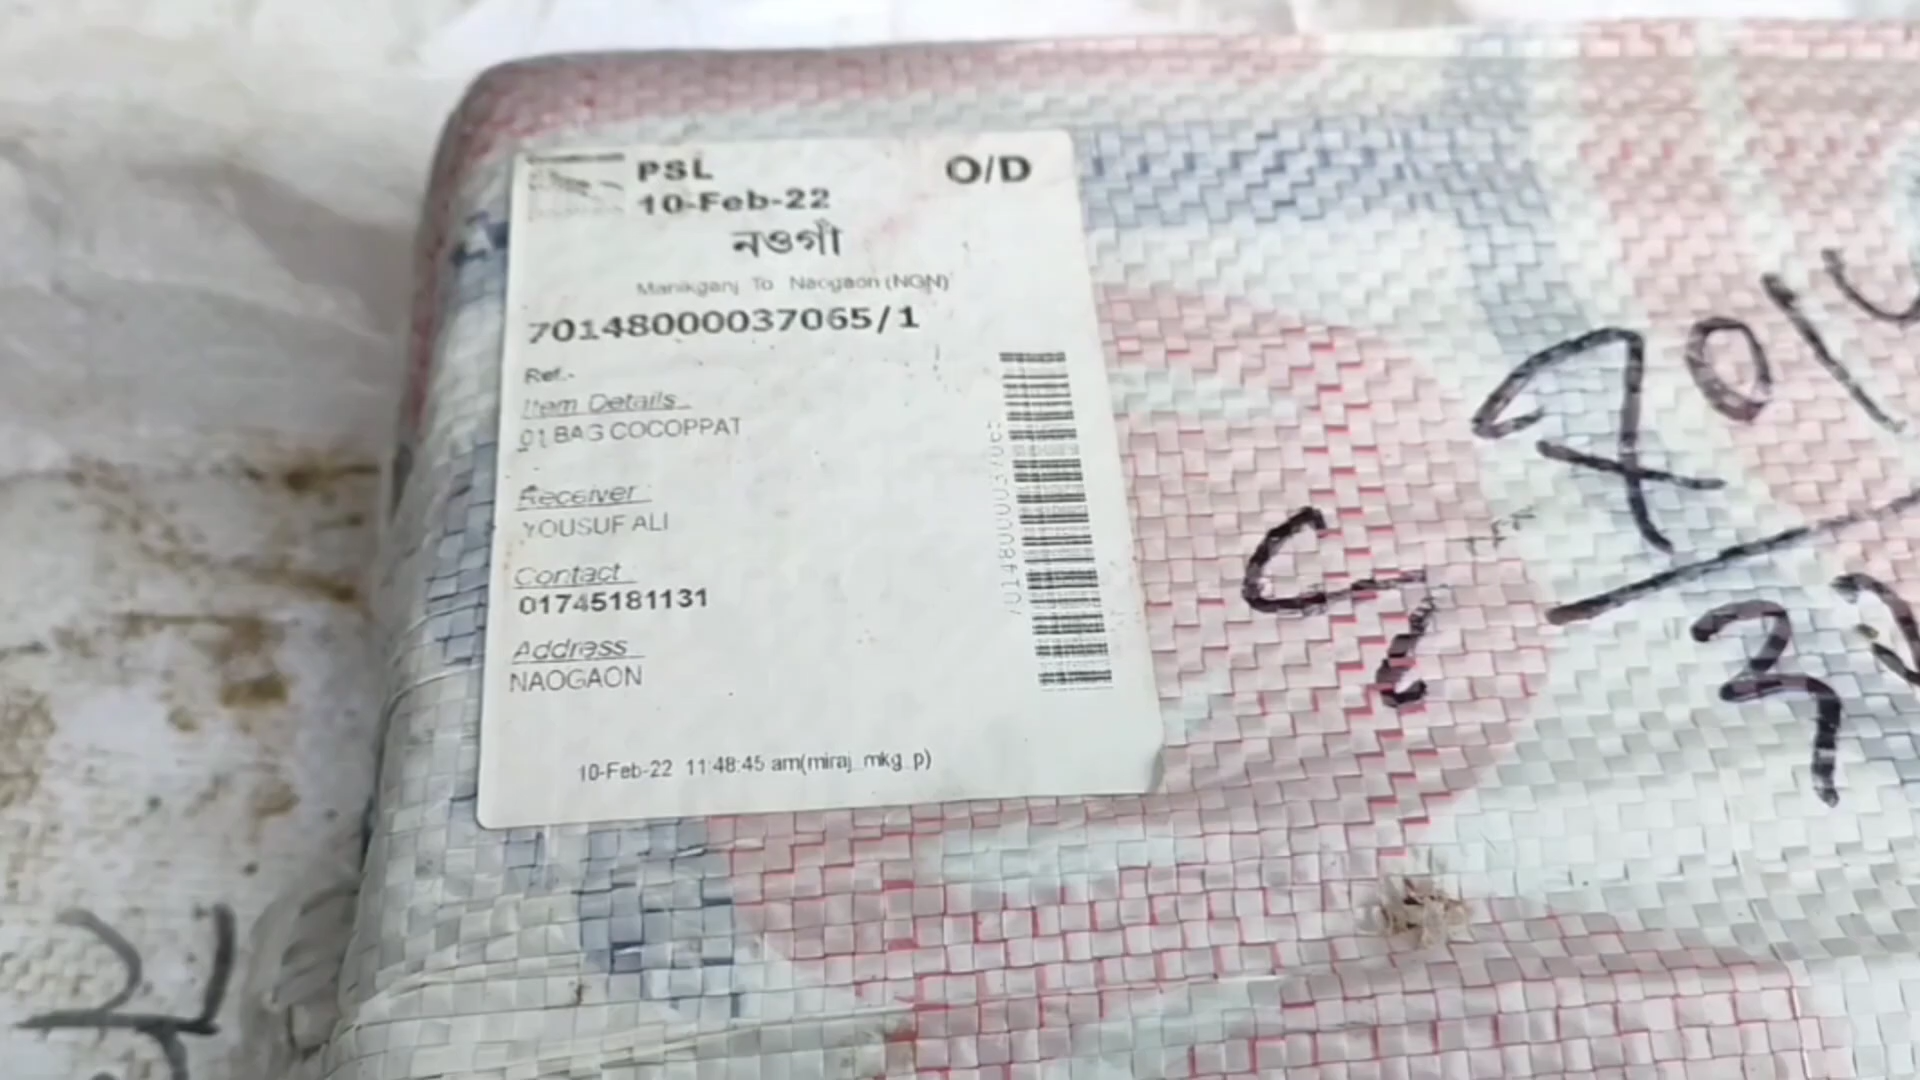 PSL
O/D
10-Feb-22
নওগাঁ
Manikganj To Naogaon (NGN)
70148000037065/1
Ref.-
Item Details
01 BAG COCOPPAT
Receiver:
YOUSUF ALI
Contact:
01745181131
Address
NAOGAON
10-Feb-22 11:48:45 am(miraj_mkg_p)